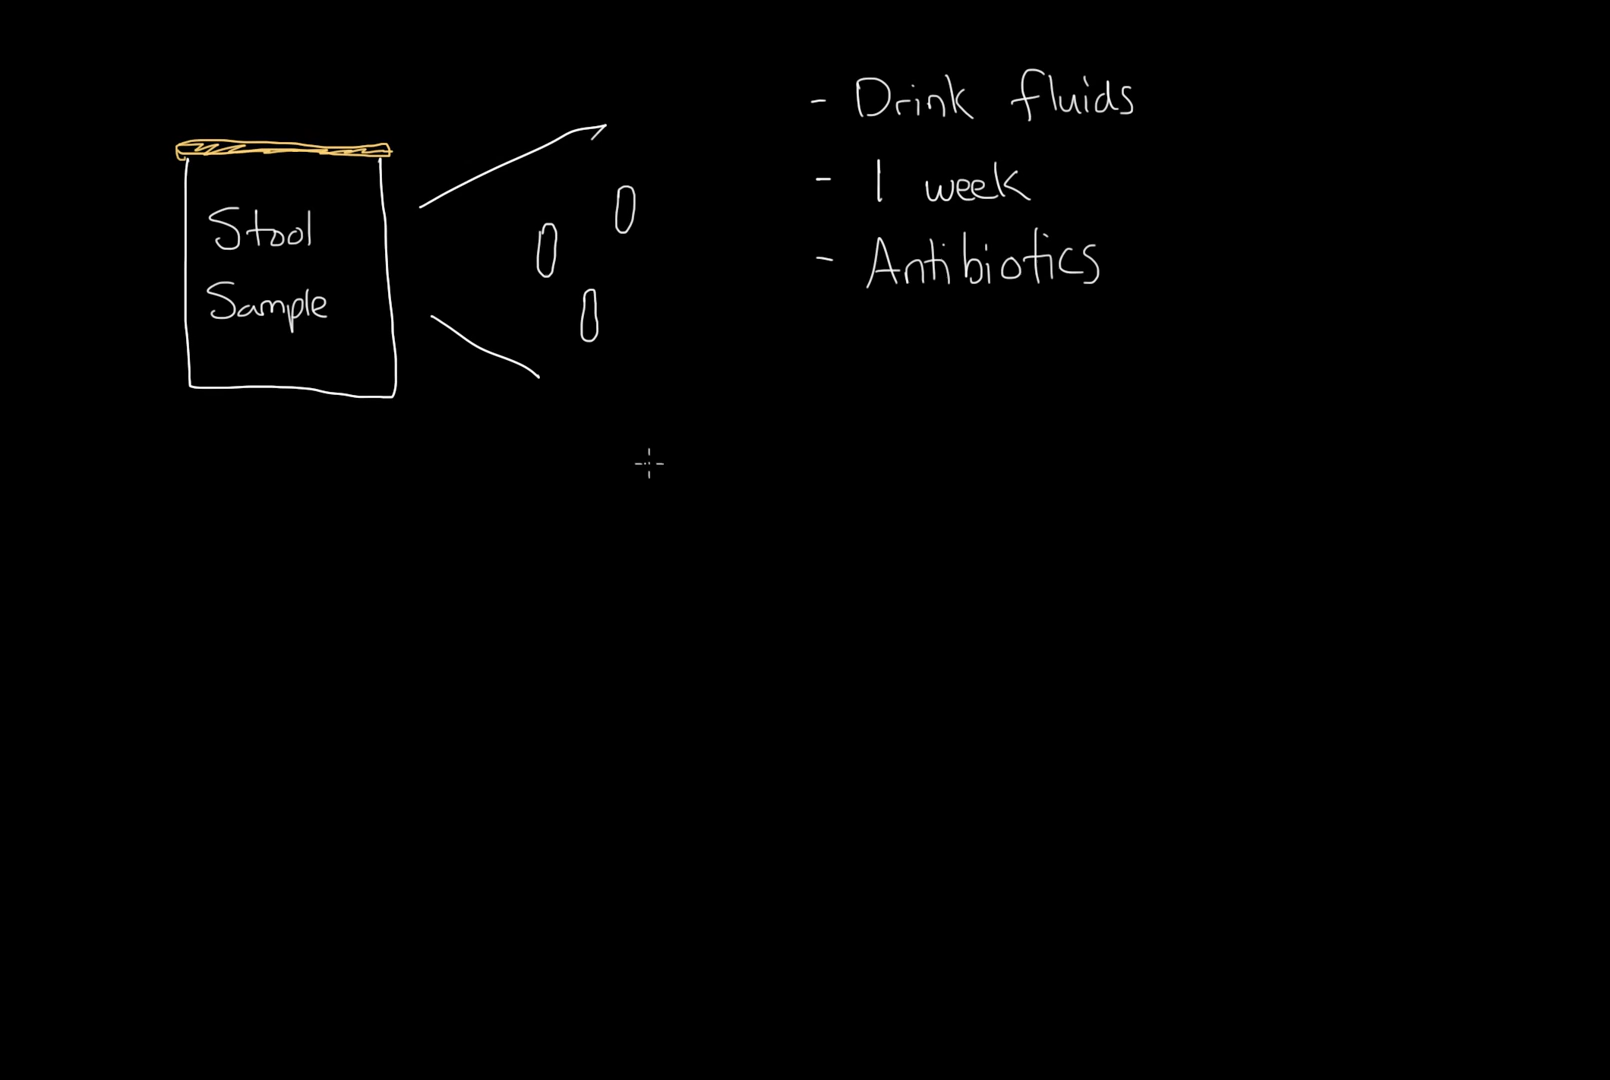 Stool
Sample
- Drink fluids
- 1 week
- Antibiotics